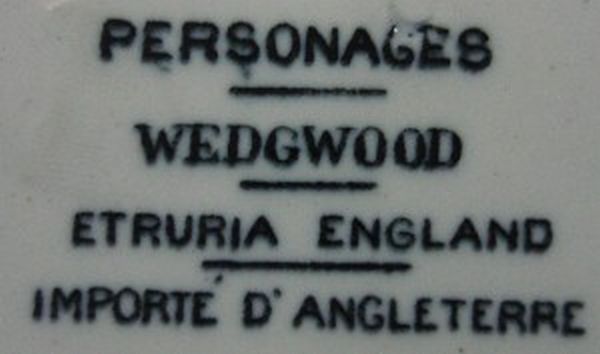 PERSONAGES
WEDGWOOD
ETRURIA ENGLAND
IMPORTÉ D'ANGLETERRE